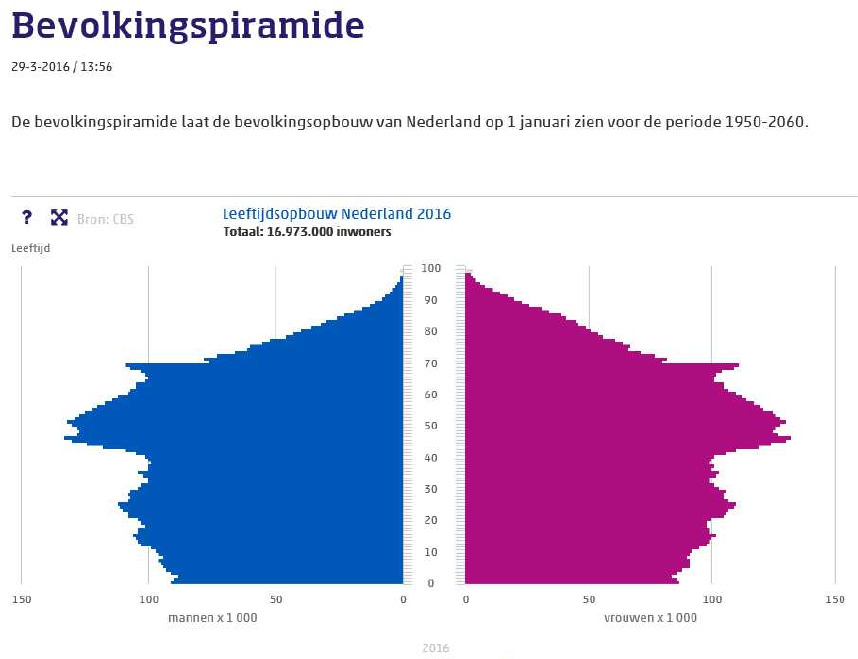 Bevolkingspiramide
29-3-2016 / 13:56
De bevolkingspiramide laat de bevolkingsopbouw van Nederland op 1 januari zien voor de periode 1950-2060.
? Bron: CBS
Leeftijdsopbouw Nederland 2016
Totaal: 16.973.000 inwoners
Leeftijd
100
90
80
70
60
50
40
30
20
10
0
150 100 50 0 0 50 100 150
mannen x 1 000 vrouwen x 1 000
2016